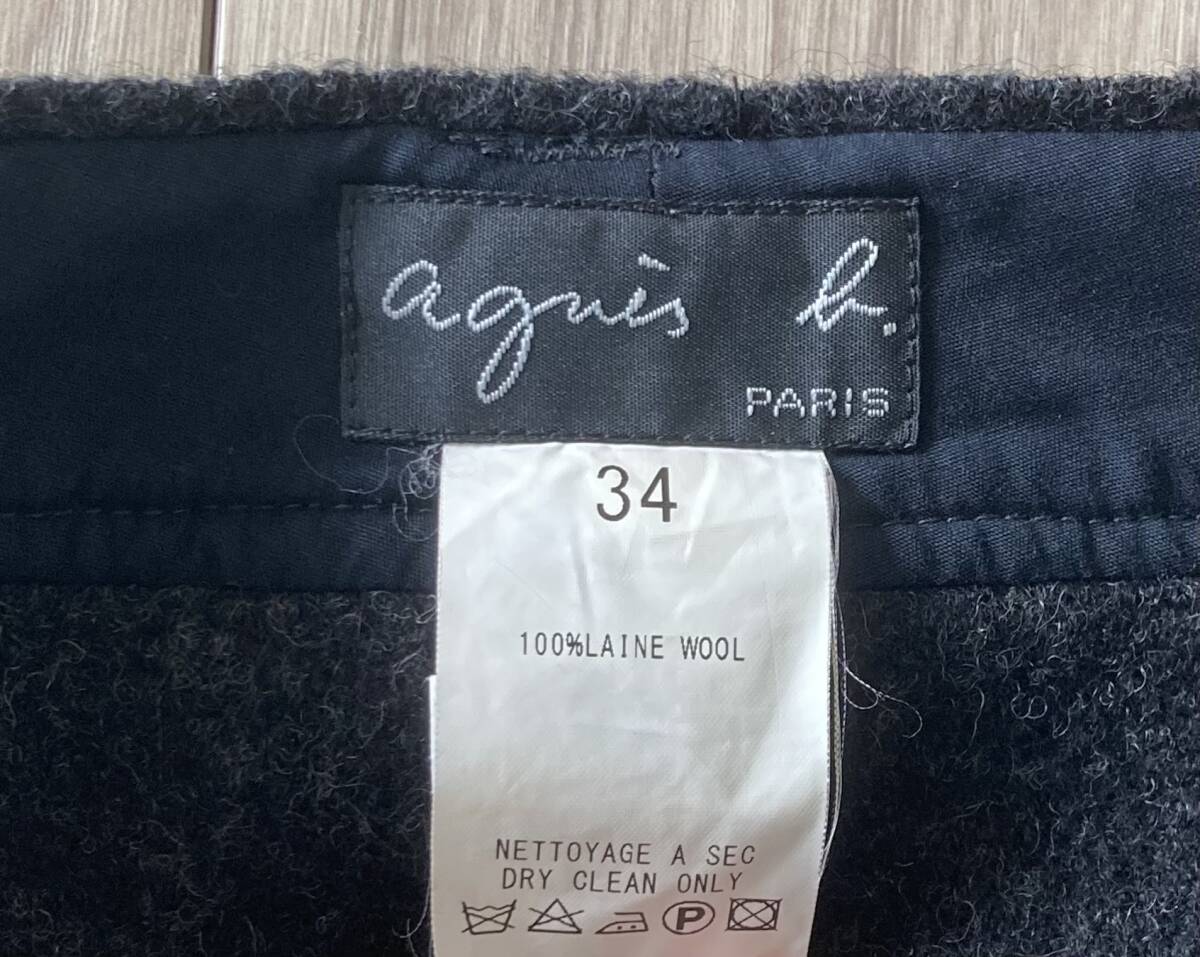 agnès b.
PARIS
34
100%LAINE WOOL
NETTOYAGE A SEC
DRY CLEAN ONLY
P